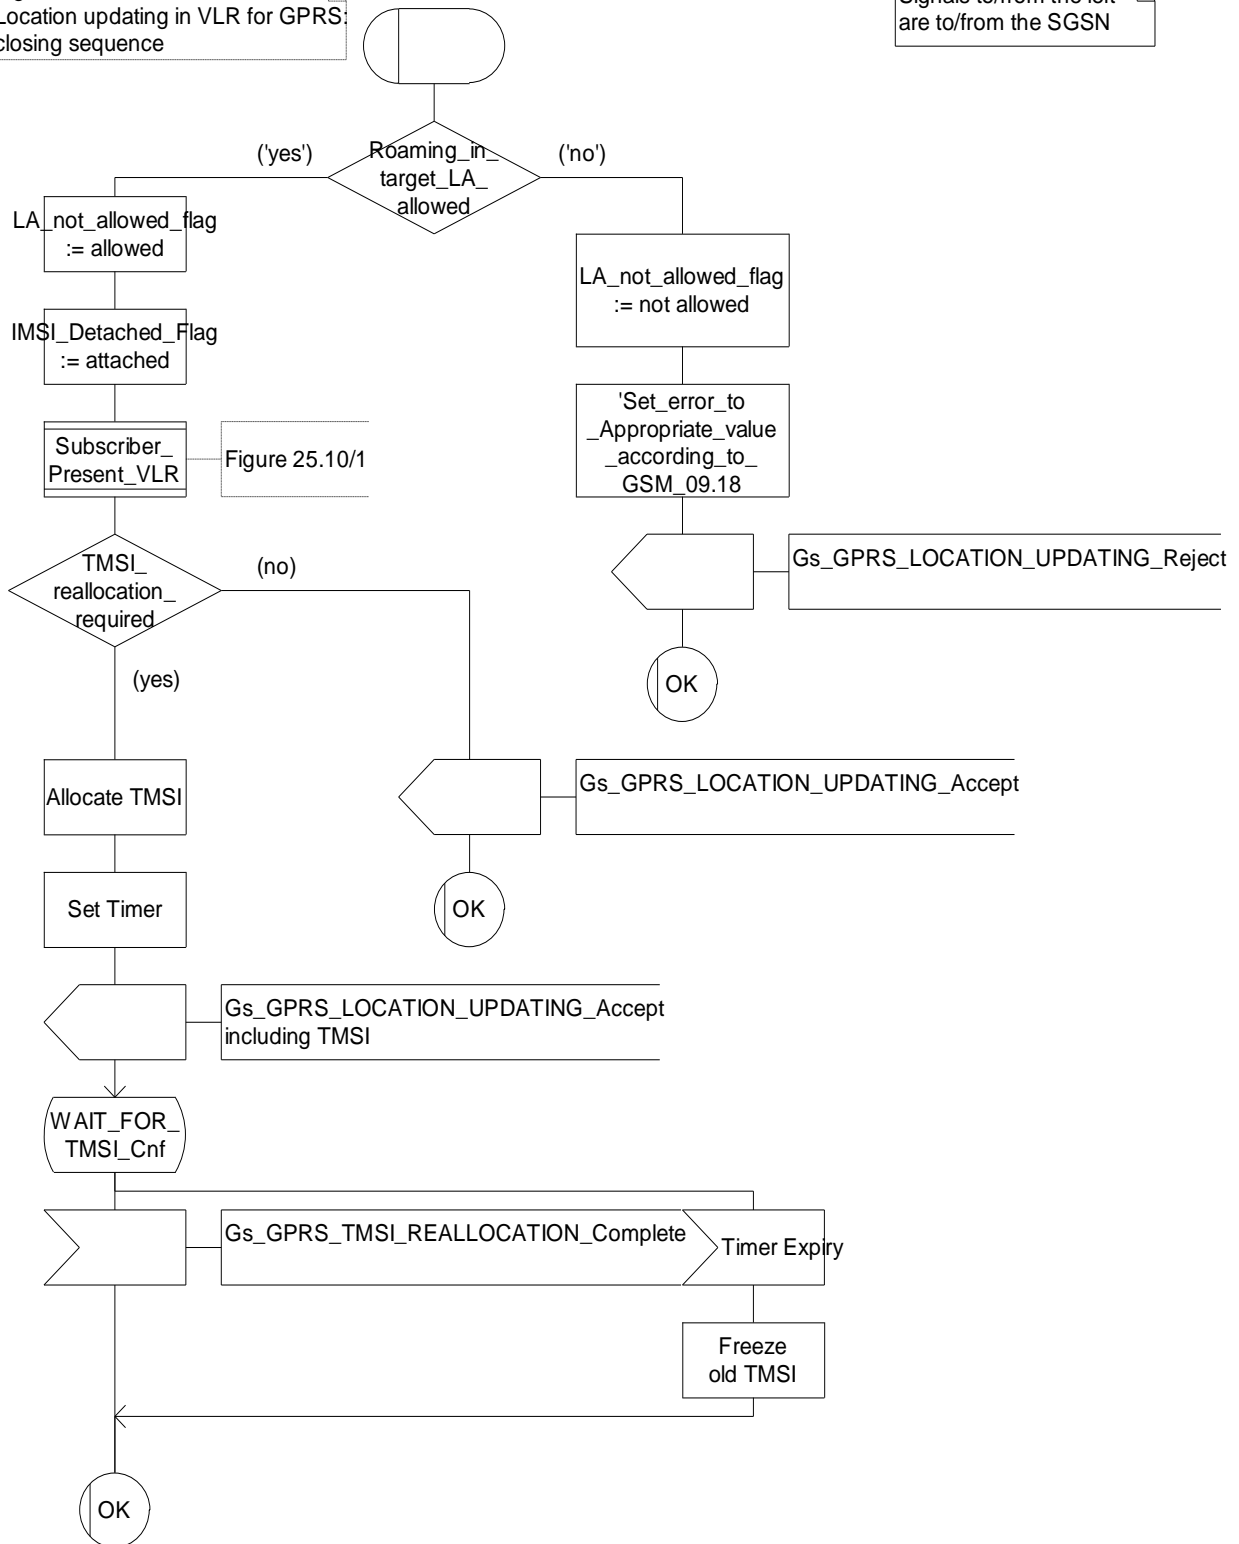 Location updating in VLR for GPRS:
closing sequence
are to/from the SGSN
('yes')
Roaming_in_
target_LA_
allowed
('no')
LA_not_allowed_flag
:= allowed
LA_not_allowed_flag
:= not allowed
IMSI_Detached_Flag
:= attached
'Set_error_to
_Appropriate_value
_according_to_
GSM_09.18
Subscriber_
Present_VLR
Figure 25.10/1
Gs_GPRS_LOCATION_UPDATING_Reject
TMSI_
reallocation_
required
(no)
(yes)
OK
Allocate TMSI
Gs_GPRS_LOCATION_UPDATING_Accept
Set Timer
OK
Gs_GPRS_LOCATION_UPDATING_Accept
including TMSI
WAIT_FOR_
TMSI_Cnf
Gs_GPRS_TMSI_REALLOCATION_Complete
Timer Expiry
Freeze
old TMSI
OK